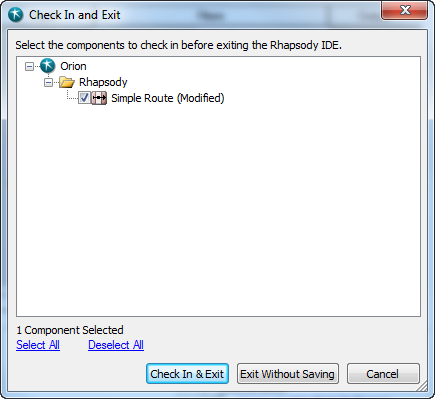 Check In and Exit
Select the components to check in before exiting the Rhapsody IDE.
Orion
Rhapsody
Simple Route (Modified)
1 Component Selected
Select All Deselect All
Check In & Exit Exit Without Saving Cancel